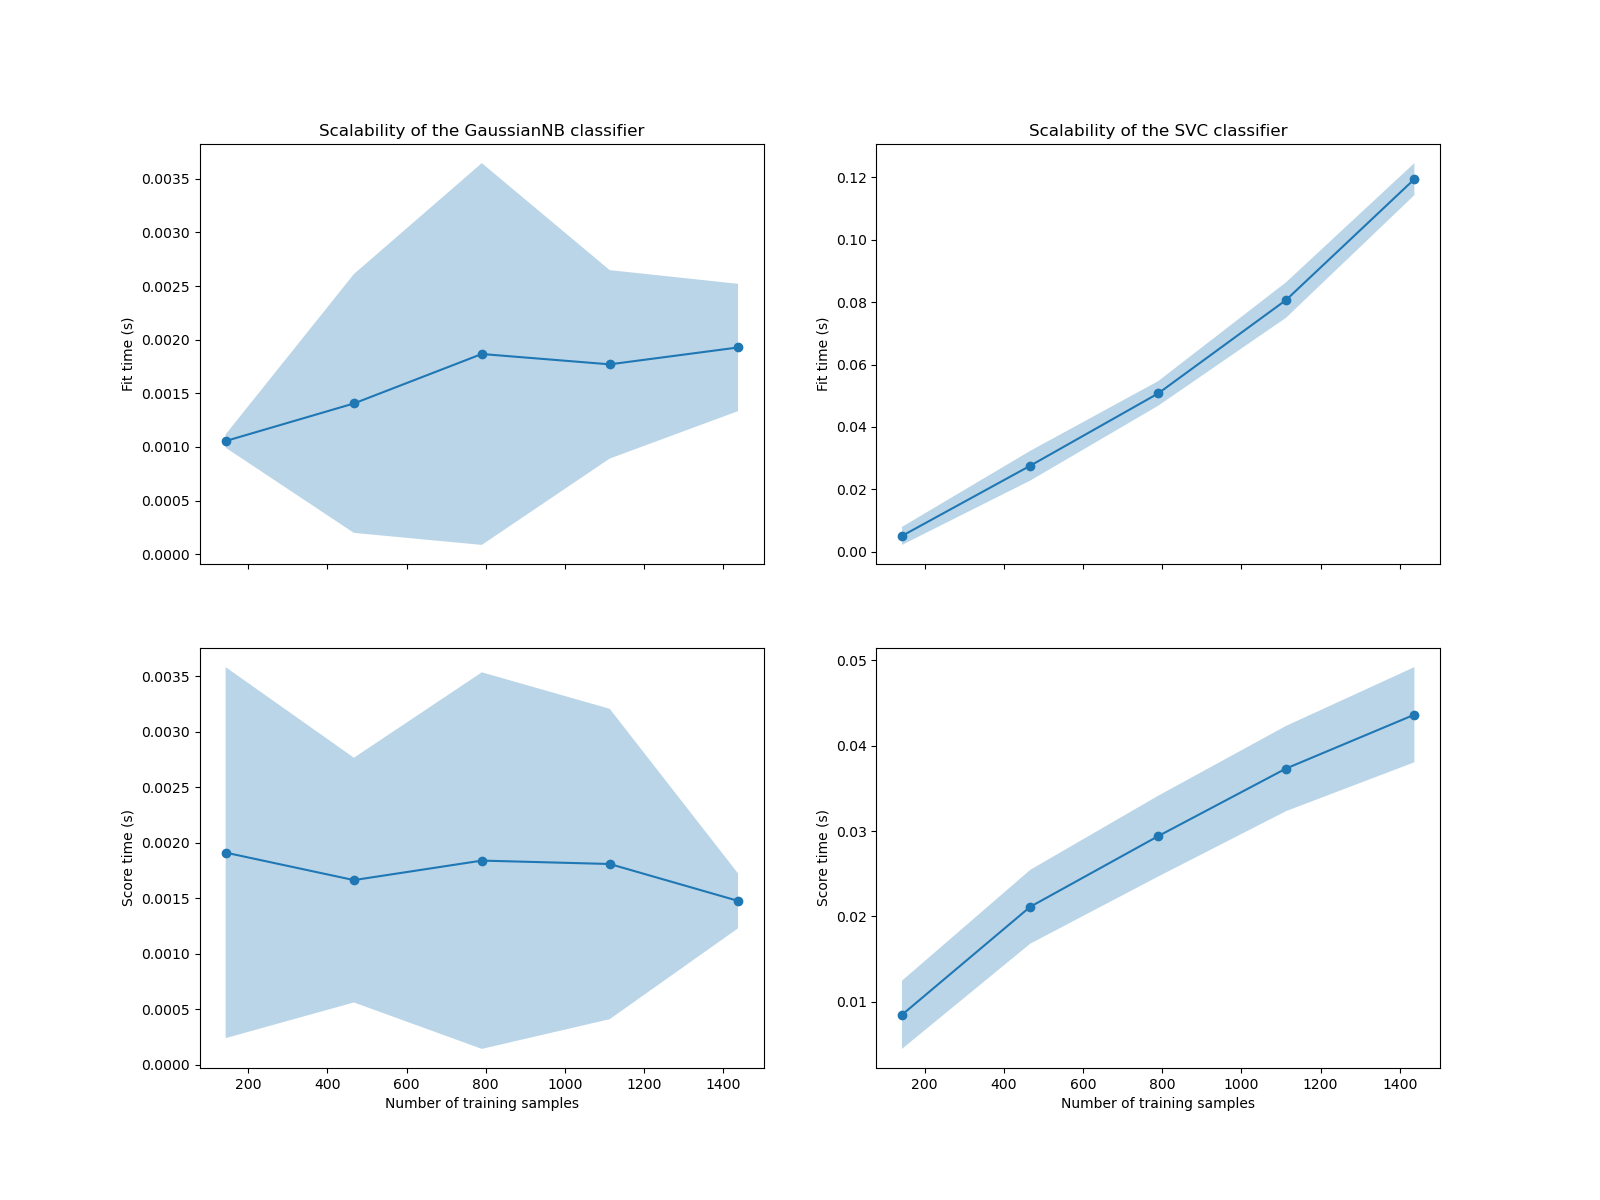 Scalability of the GaussianNB classifier
Fit time (s)
0.0035
0.0030
0.0025
0.0020
0.0015
0.0010
0.0005
0.0000
Scalability of the SVC classifier
Fit time (s)
0.12
0.10
0.08
0.06
0.04
0.02
0.00
Score time (s)
0.0035
0.0030
0.0025
0.0020
0.0015
0.0010
0.0005
0.0000
200 400 600 800 1000 1200 1400
Number of training samples
Score time (s)
0.05
0.04
0.03
0.02
0.01
200 400 600 800 1000 1200 1400
Number of training samples